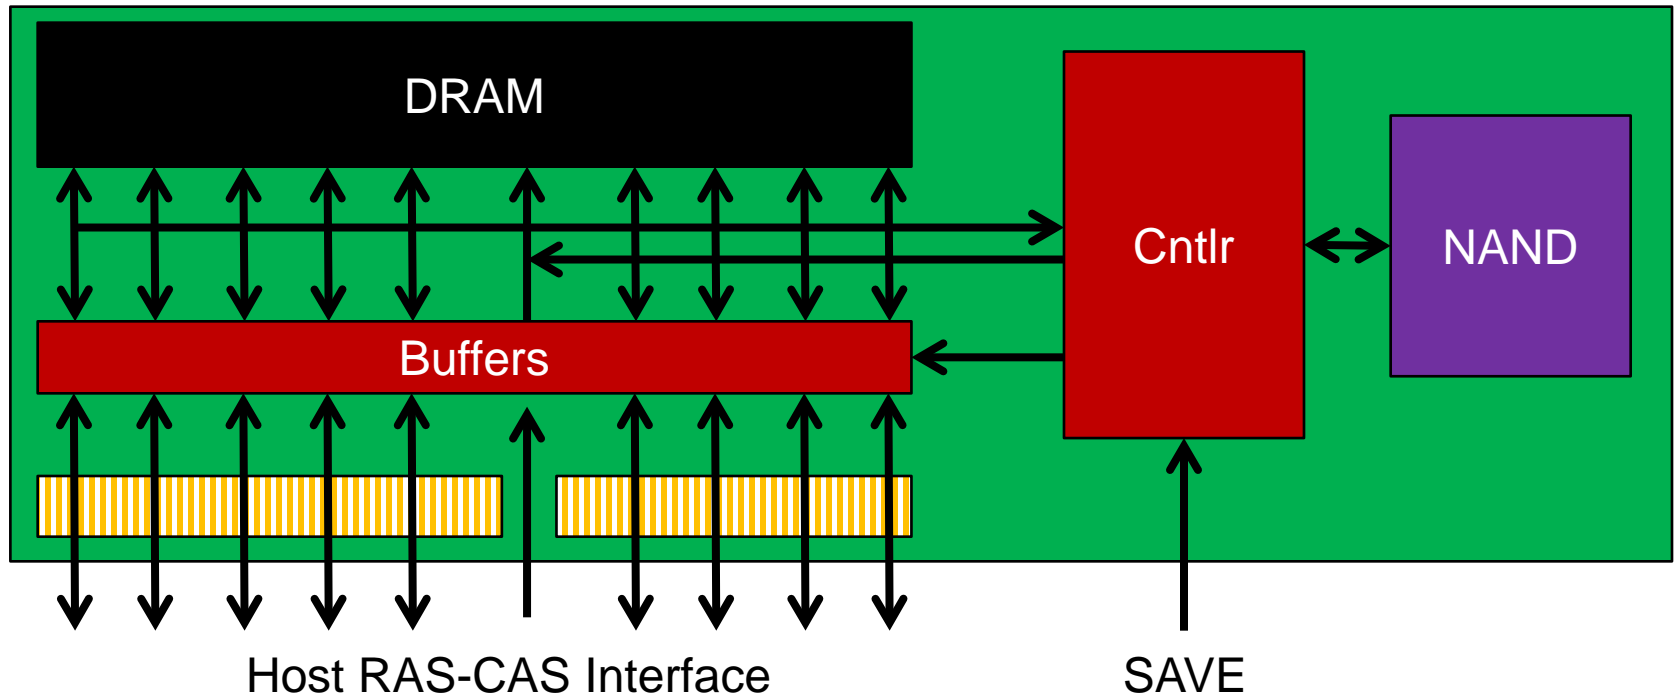 DRAM
Cntlr
NAND
Buffers
Host RAS-CAS Interface
SAVE